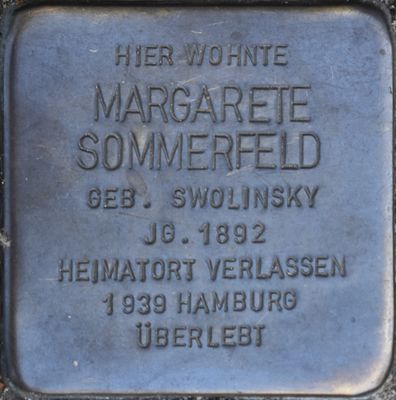 HIER WOHNTE
MARGARETE
SOMMERFELD
GEB. SWOLINSKY
JG. 1892
HEIMATORT VERLASSEN
1939 HAMBURG
ÜBERLEBT